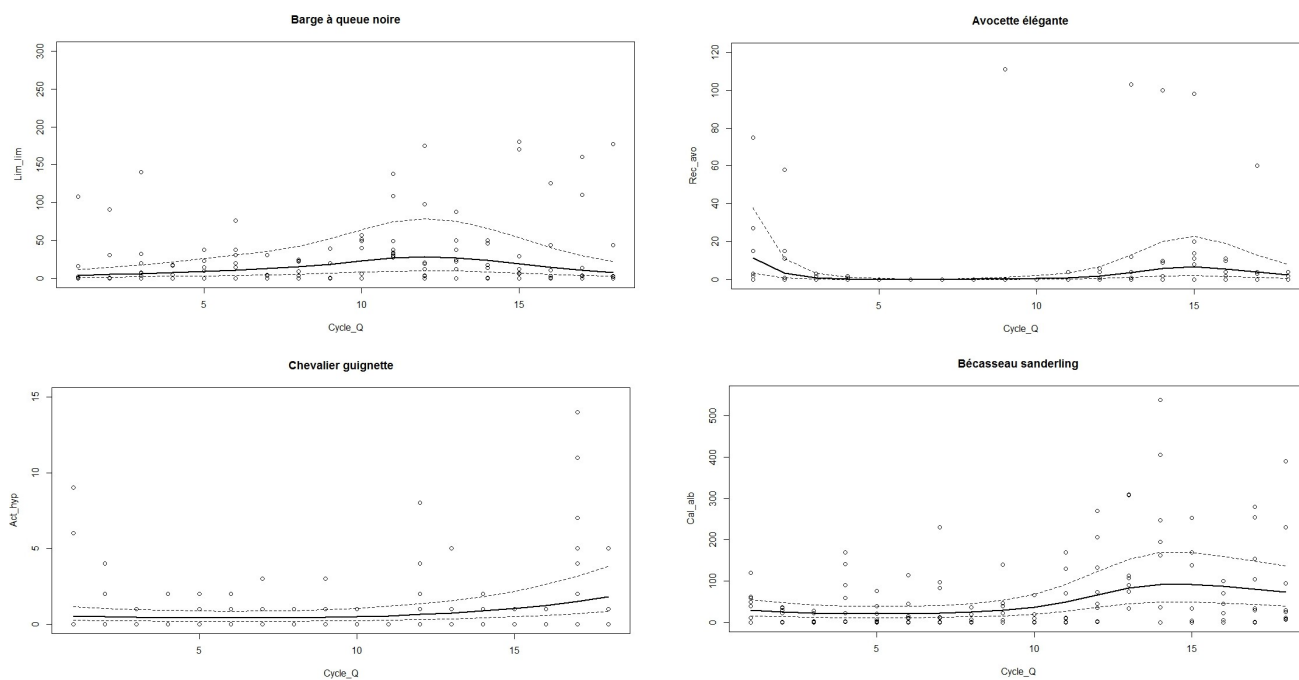 Barge à queue noire
Lim_lim
0 50 100 150 200 250 300
5 10 15
Cycle_Q
Avocette élégante
Rec_avo
0 20 40 60 80 100 120
5 10 15
Cycle_Q
Chevalier guignette
Act_hyp
0 5 10 15
5 10 15
Cycle_Q
Bécasseau sanderling
Cal_alb
0 100 200 300 400 500
5 10 15
Cycle_Q